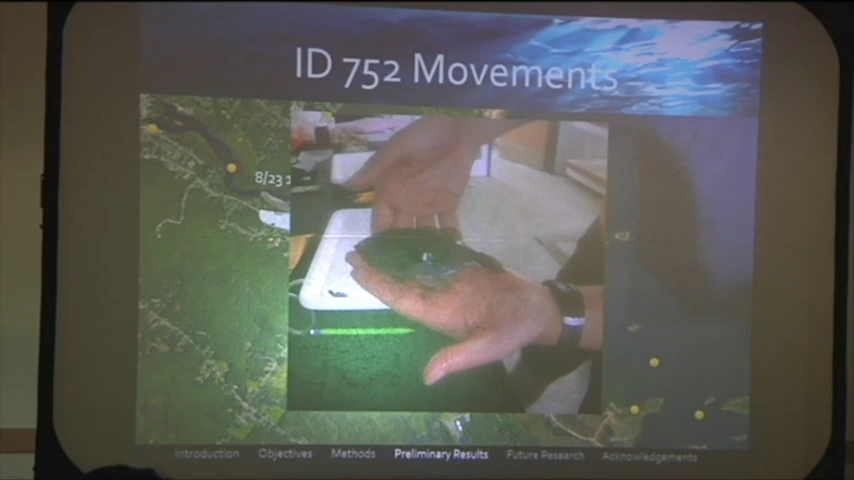 ID 752 Movements
8/23
Introduction Objectives Methods Preliminary Results Future Research Acknowledgements